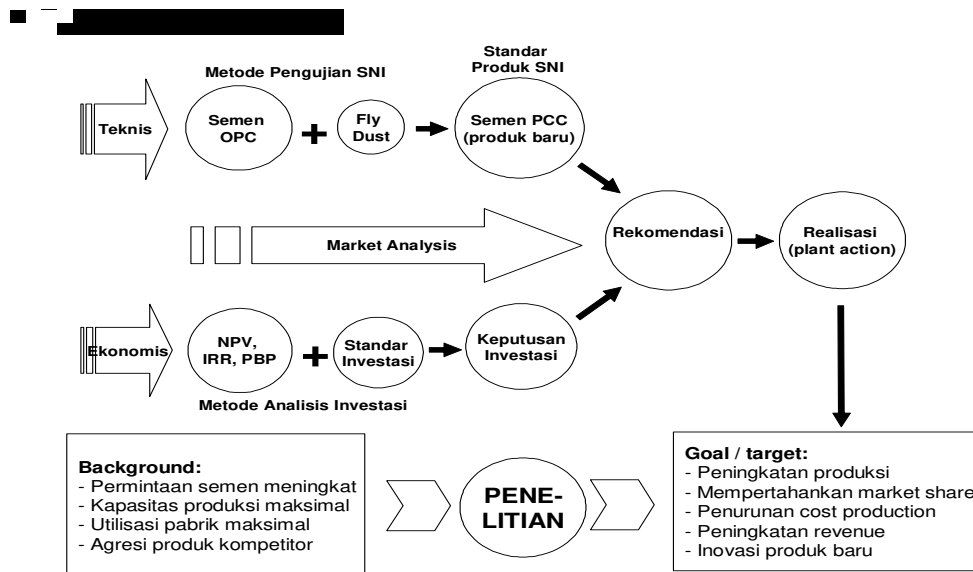 Metode Pengujian SNI
Standar
Produk SNI
Teknis
Semen
OPC
+
Fly
Dust
Semen PCC
(produk baru)
Market Analysis
Rekomendasi
Realisasi
(plant action)
Ekonomis
NPV,
IRR, PBP
+
Standar
Investasi
Keputusan
Investasi
Metode Analisis Investasi
Background:
- Permintaan semen meningkat
- Kapasitas produksi maksimal
- Utilisasi pabrik maksimal
- Agresi produk kompetitor
PENE-
LITIAN
Goal / target:
- Peningkatan produksi
- Mempertahankan market share
- Penurunan cost production
- Peningkatan revenue
- Inovasi produk baru